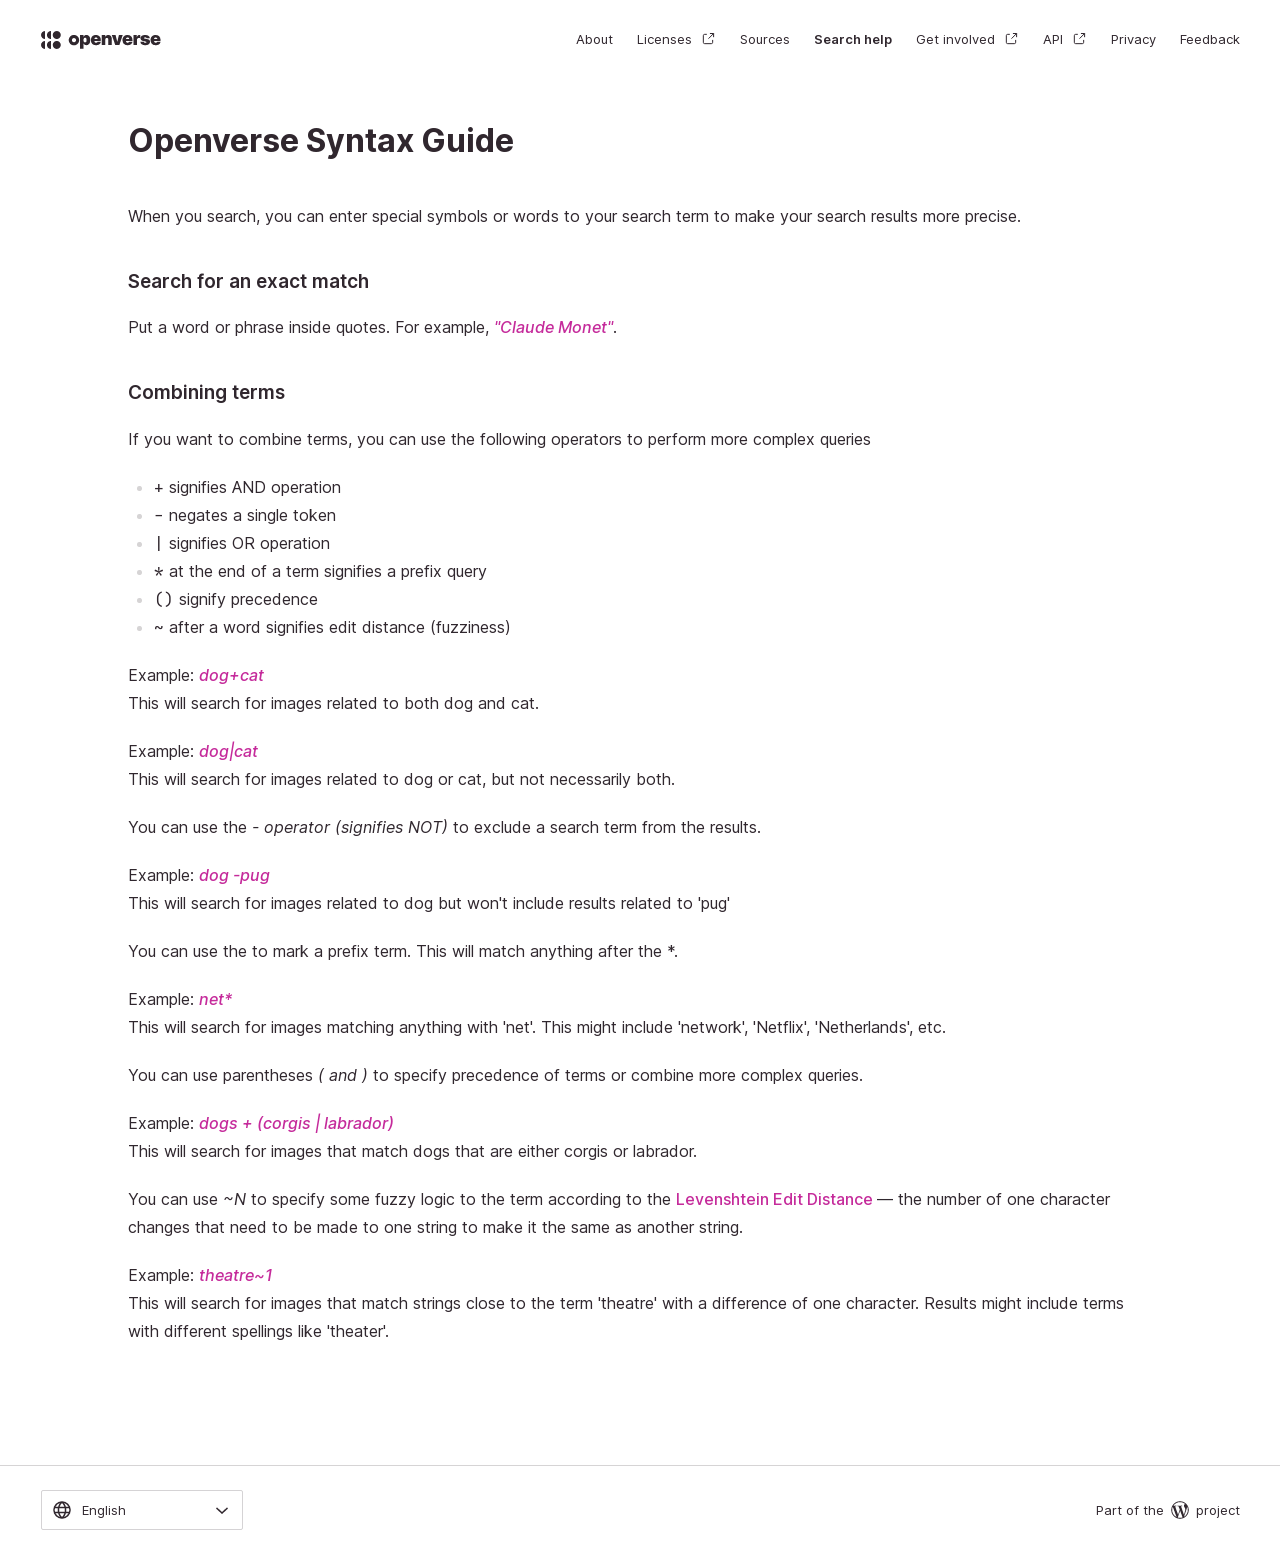 openverse
About Licenses Sources Search help Get involved API Privacy Feedback
Openverse Syntax Guide
When you search, you can enter special symbols or words to your search term to make your search results more precise.
Search for an exact match
Put a word or phrase inside quotes. For example, "Claude Monet".
Combining terms
If you want to combine terms, you can use the following operators to perform more complex queries
+ signifies AND operation
- negates a single token
| signifies OR operation
* at the end of a term signifies a prefix query
() signify precedence
~ after a word signifies edit distance (fuzziness)
Example: dog+cat
This will search for images related to both dog and cat.
Example: dog|cat
This will search for images related to dog or cat, but not necessarily both.
You can use the - operator (signifies NOT) to exclude a search term from the results.
Example: dog -pug
This will search for images related to dog but won't include results related to 'pug'
You can use the to mark a prefix term. This will match anything after the *.
Example: net*
This will search for images matching anything with 'net'. This might include 'network', 'Netflix', 'Netherlands', etc.
You can use parentheses ( and ) to specify precedence of terms or combine more complex queries.
Example: dogs + (corgis | labrador)
This will search for images that match dogs that are either corgis or labrador.
You can use ~N to specify some fuzzy logic to the term according to the Levenshtein Edit Distance — the number of one character
changes that need to be made to one string to make it the same as another string.
Example: theatre~1
This will search for images that match strings close to the term 'theatre' with a difference of one character. Results might include terms
with different spellings like 'theater'.
English
Part of the W project